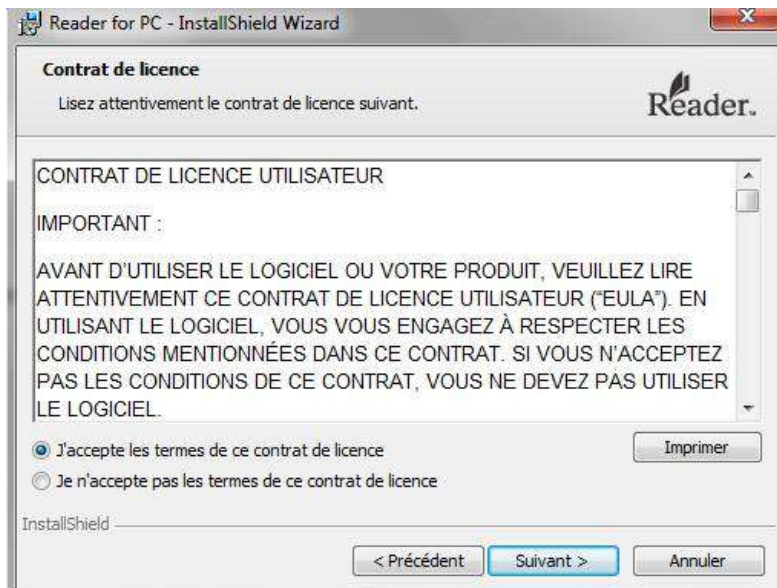 Reader for PC - InstallShield Wizard
Contrat de licence
Lisez attentivement le contrat de licence suivant.
Reader™
CONTRAT DE LICENCE UTILISATEUR
IMPORTANT :
AVANT D'UTILISER LE LOGICIEL OU VOTRE PRODUIT, VEUILLEZ LIRE
ATTENTIVEMENT CE CONTRAT DE LICENCE UTILISATEUR (“EULA”). EN
UTILISANT LE LOGICIEL, VOUS VOUS ENGAGEZ À RESPECTER LES
CONDITIONS MENTIONNÉES DANS CE CONTRAT. SI VOUS N'ACCEPTEZ
PAS LES CONDITIONS DE CE CONTRAT, VOUS NE DEVEZ PAS UTILISER
LE LOGICIEL.
J'accepte les termes de ce contrat de licence
Imprimer
Je n'accepte pas les termes de ce contrat de licence
InstallShield
< Précédent Suivant > Annuler